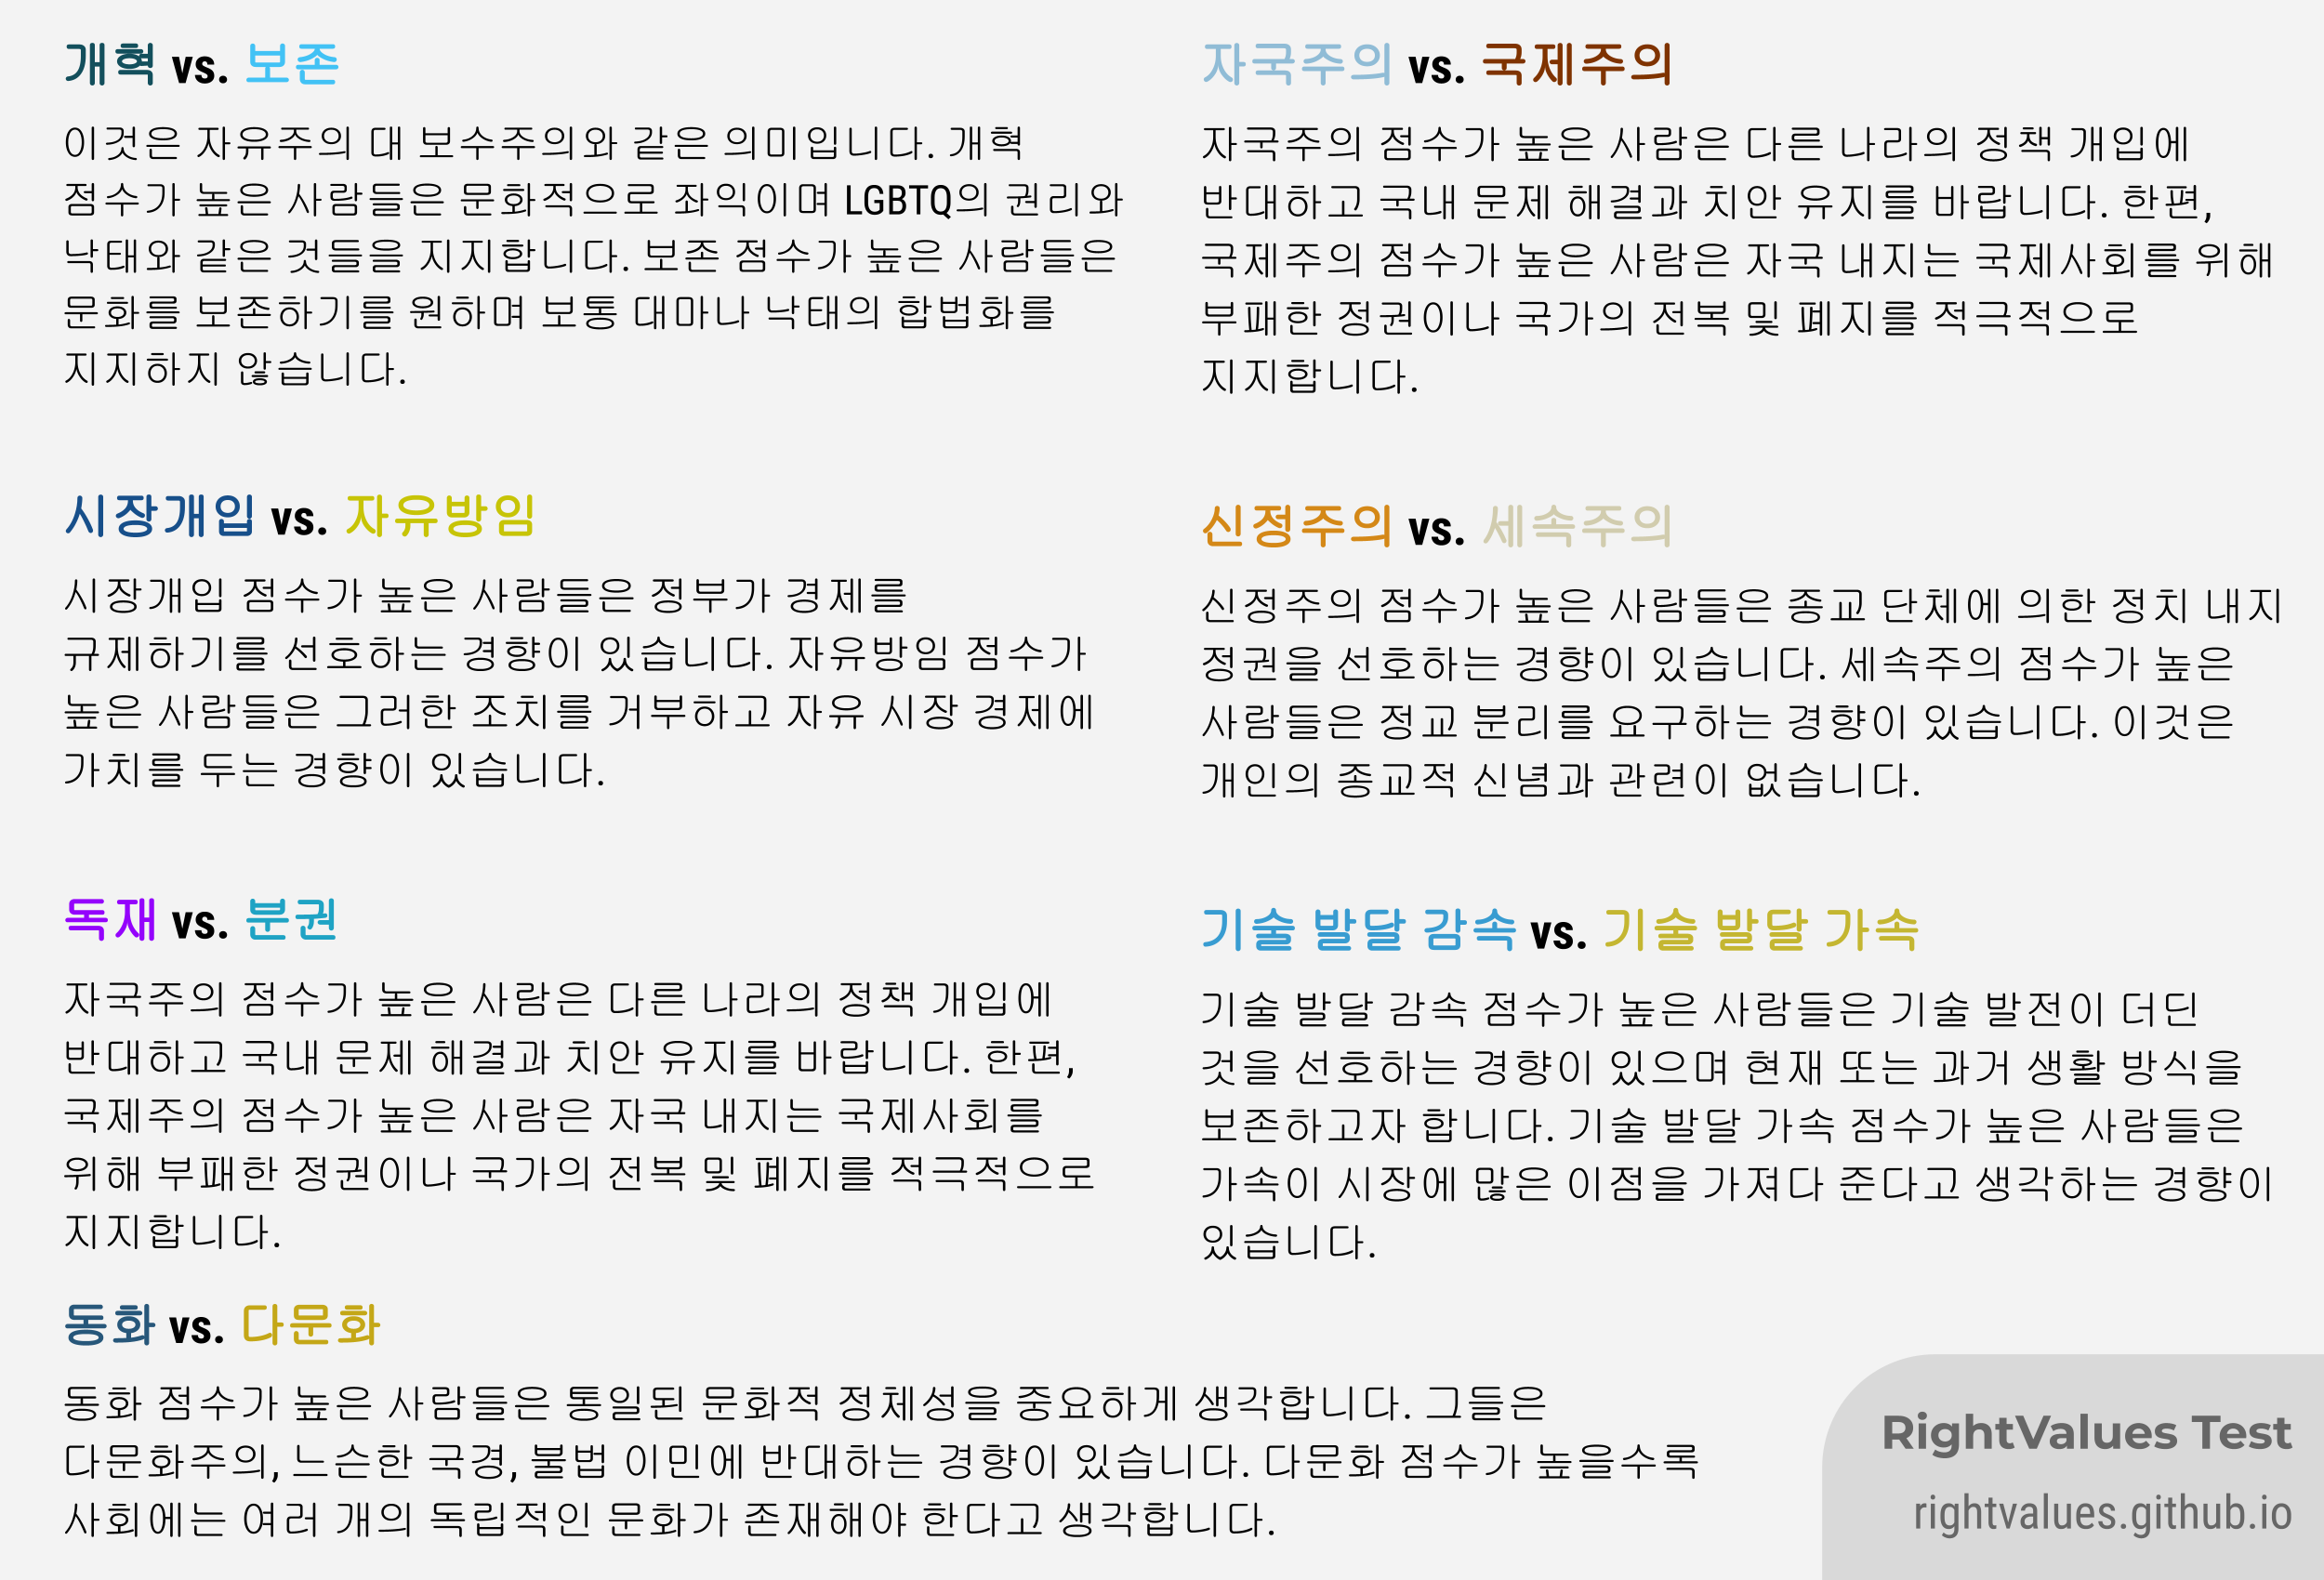 개혁 vs. 보존
이것은 자유주의 대 보수주의와 같은 의미입니다. 개혁
점수가 높은 사람들은 문화적으로 좌익이며 LGBTQ의 권리와
낙태와 같은 것들을 지지합니다. 보존 점수가 높은 사람들은
문화를 보존하기를 원하며 보통 대마나 낙태의 합법화를
지지하지 않습니다.
시장개입 vs. 자유방임
시장개입 점수가 높은 사람들은 정부가 경제를
규제하기를 선호하는 경향이 있습니다. 자유방임 점수가
높은 사람들은 그러한 조치를 거부하고 자유 시장 경제에
가치를 두는 경향이 있습니다.
독재 vs. 분권
자국주의 점수가 높은 사람은 다른 나라의 정책 개입에
반대하고 국내 문제 해결과 치안 유지를 바랍니다. 한편,
국제주의 점수가 높은 사람은 자국 내지는 국제사회를
위해 부패한 정권이나 국가의 전복 및 폐지를 적극적으로
지지합니다.
동화 vs. 다문화
동화 점수가 높은 사람들은 통일된 문화적 정체성을 중요하게 생각합니다. 그들은
다문화주의, 느슨한 국경, 불법 이민에 반대하는 경향이 있습니다. 다문화 점수가 높을수록
사회에는 여러 개의 독립적인 문화가 존재해야 한다고 생각합니다.
자국주의 vs. 국제주의
자국주의 점수가 높은 사람은 다른 나라의 정책 개입에
반대하고 국내 문제 해결과 치안 유지를 바랍니다. 한편,
국제주의 점수가 높은 사람은 자국 내지는 국제사회를 위해
부패한 정권이나 국가의 전복 및 폐지를 적극적으로
지지합니다.
신정주의 vs. 세속주의
신정주의 점수가 높은 사람들은 종교 단체에 의한 정치 내지
정권을 선호하는 경향이 있습니다. 세속주의 점수가 높은
사람들은 정교 분리를 요구하는 경향이 있습니다. 이것은
개인의 종교적 신념과 관련이 없습니다.
기술 발달 감속 vs. 기술 발달 가속
기술 발달 감속 점수가 높은 사람들은 기술 발전이 더딘
것을 선호하는 경향이 있으며 현재 또는 과거 생활 방식을
보존하고자 합니다. 기술 발달 가속 점수가 높은 사람들은
가속이 시장에 많은 이점을 가져다 준다고 생각하는 경향이
있습니다.
RightValues Test
rightvalues.github.io